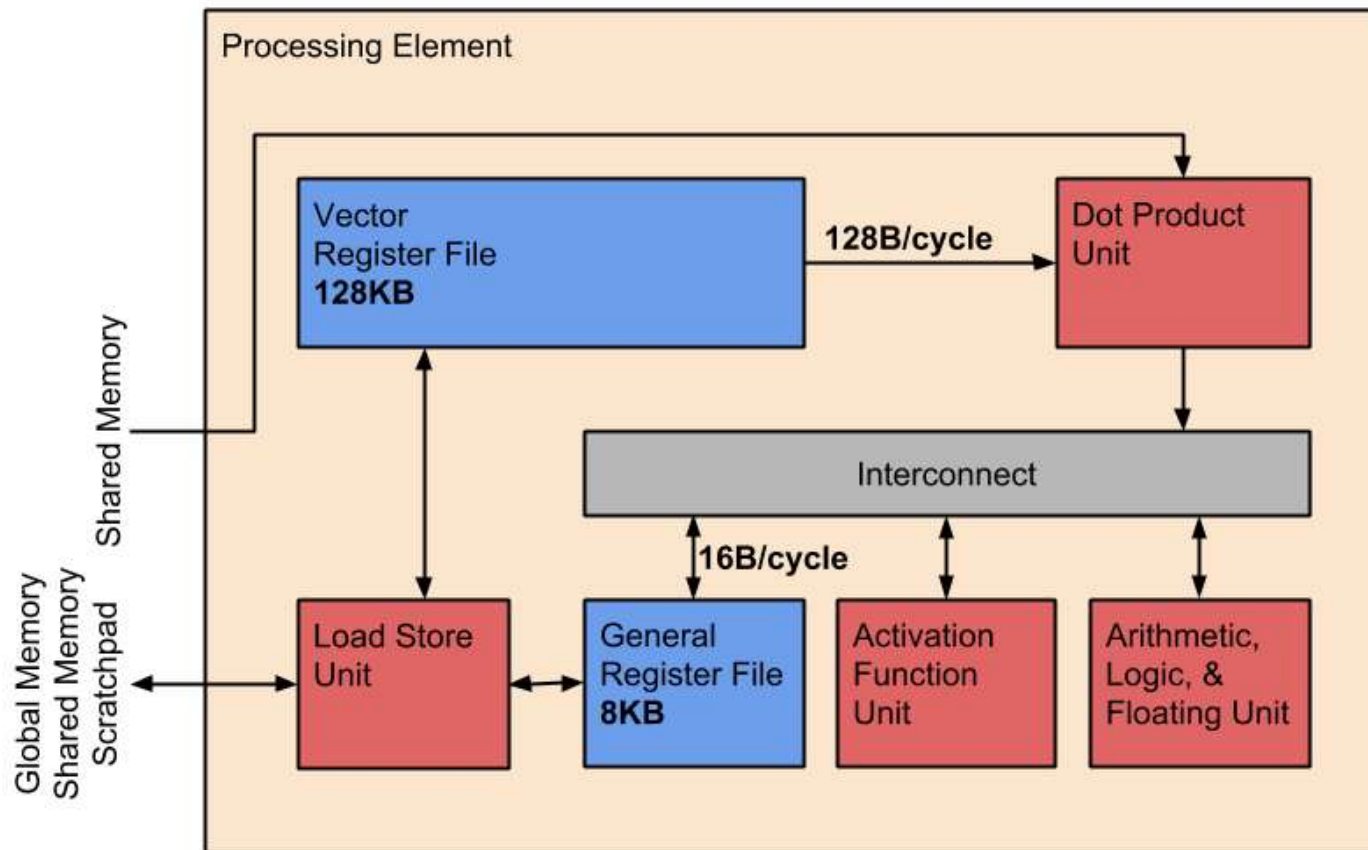 Processing Element
Vector
Register File
128KB
128B/cycle
Dot Product
Unit
Shared Memory
Interconnect
16B/cycle
Global Memory
Shared Memory
Scratchpad
Load Store
Unit
General
Register File
8KB
Activation
Function
Unit
Arithmetic,
Logic, &
Floating Unit